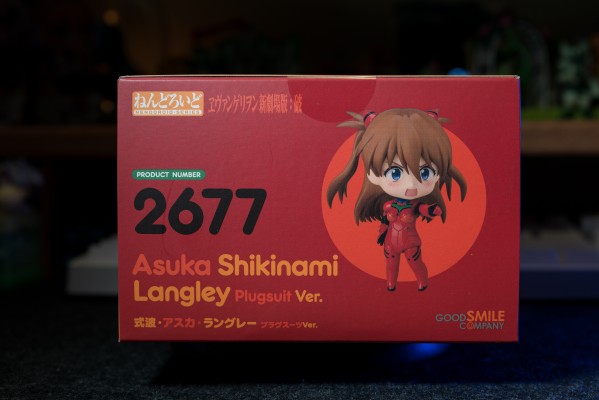 ねんどろいど
NENDOROID SERIES
ヱヴァンゲリヲン新劇場版：破
PRODUCT NUMBER
2677
Asuka Shikinami
Langley Plugsuit Ver.
式波・アスカ・ラングレー プラグスーツVer.
GOOD SMILE
COMPANY